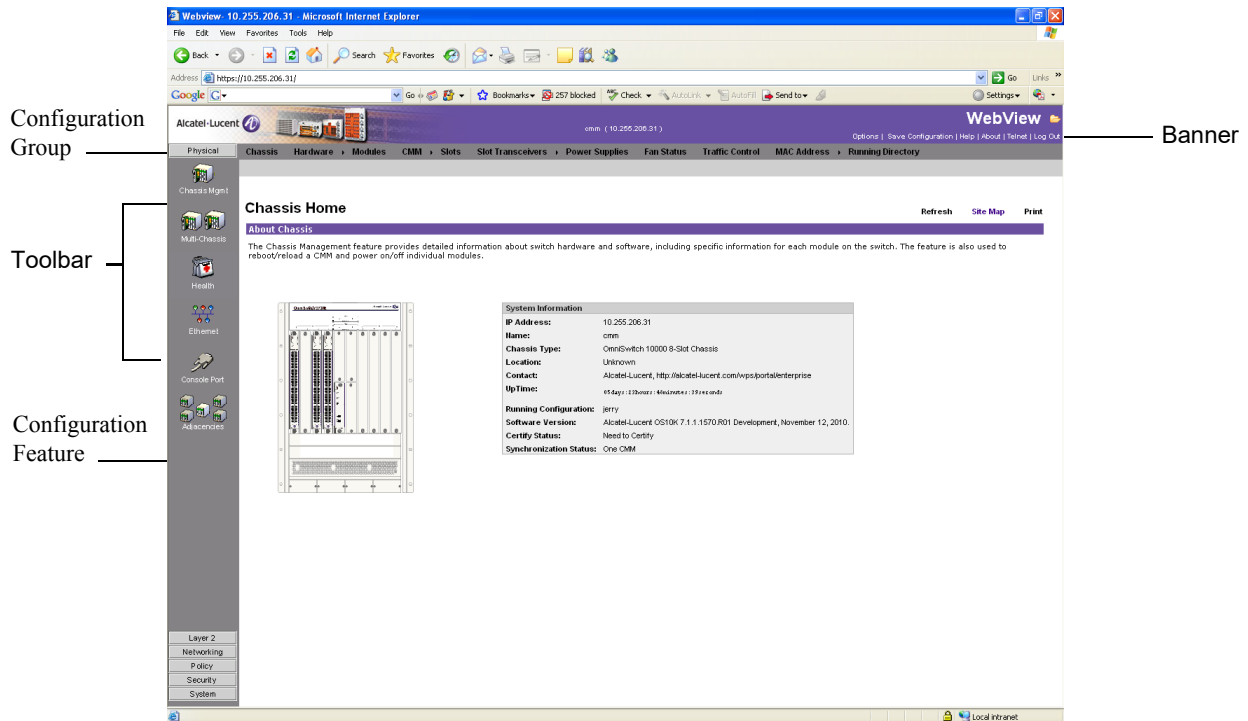 Webview- 10.255.206.31 - Microsoft Internet Explorer
File Edit View Favorites Tools Help
Back Search Favorites
Address https://10.255.206.31/ Go Links »
Google G Go Bookmarks 257 blocked Check AutoLink AutoFill Send to Settings
Configuration
Group
Alcatel·Lucent
cmm ( 10.255.206.31 )
WebView
Options | Save Configuration | Help | About | Telnet | Log Out
Banner
Physical
Chassis Hardware Modules CMM Slots Slot Transceivers Power Supplies Fan Status Traffic Control MAC Address Running Directory
Chassis Mgmt
Chassis Home
Refresh Site Map Print
About Chassis
The Chassis Management feature provides detailed information about switch hardware and software, including specific information for each module on the switch. The feature is also used to
reboot/reload a CMM and power on/off individual modules.
Toolbar
Multi-Chassis
Health
Ethernet
Console Port
Adjacencies
Configuration
Feature
System Information
IP Address: 10.255.206.31
Name: cmm
Chassis Type: OmniSwitch 10000 8-Slot Chassis
Location: Unknown
Contact: Alcatel-Lucent, http://alcatel-lucent.com/wps/portal/enterprise
UpTime:
Running Configuration: jerry
Software Version: Alcatel-Lucent OS10K 7.1.1.1570.R01 Development, November 12, 2010.
Certify Status: Need to Certify
Synchronization Status: One CMM
Layer 2
Networking
Policy
Security
System
Local intranet